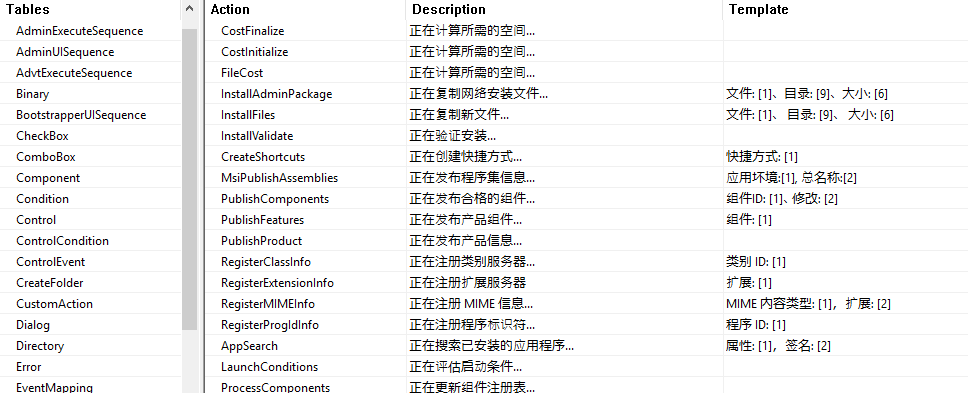 Tables Action Description Template
AdminExecuteSequence CostFinalize 正在计算所需的空间...
AdminUISequence CostInitialize 正在计算所需的空间...
AdvtExecuteSequence FileCost 正在计算所需的空间...
Binary InstallAdminPackage 正在复制网络安装文件... 文件: [1]、目录: [9]、大小: [6]
BootstrapperUISequence InstallFiles 正在复制新文件... 文件: [1]、 目录: [9]、 大小: [6]
CheckBox InstallValidate 正在验证安装...
ComboBox CreateShortcuts 正在创建快捷方式... 快捷方式: [1]
Component MsiPublishAssemblies 正在发布程序集信息... 应用坏境:[1], 总名称:[2]
Condition PublishComponents 正在发布合格的组件... 组件ID: [1]、修改: [2]
Control PublishFeatures 正在发布产品组件... 组件: [1]
ControlCondition PublishProduct 正在发布产品信息...
ControlEvent RegisterClassInfo 正在注册类别服务器... 类别 ID: [1]
CreateFolder RegisterExtensionInfo 正在注册扩展服务器 扩展: [1]
CustomAction RegisterMIMEInfo 正在注册 MIME 信息... MIME 内容类型: [1]，扩展: [2]
Dialog RegisterProgIdInfo 正在注册程序标识符... 程序 ID: [1]
Directory AppSearch 正在搜索已安装的应用程序... 属性: [1]，签名: [2]
Error LaunchConditions 正在评估启动条件...
EventMapping ProcessComponents 正在更新组件注册表...